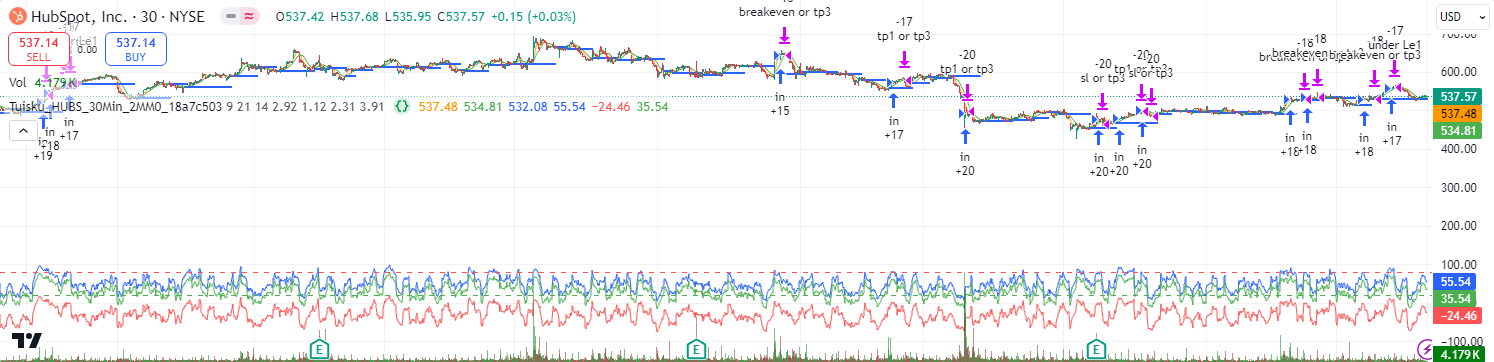 HubSpot, Inc. · 30 · NYSE
O537.42 H537.68 L535.95 C537.57 +0.15 (+0.03%)
USD
537.14
SELL
537.14
BUY
0.00
Vol 4.179 K
Tuisku_HUBS_30Min_2MM0_18a7c503 9 21 14 2.92 1.12 2.31 3.91 537.48 534.81 532.08 55.54 −24.46 35.54
in
+17
in
+18
in
+19
breakeven or tp3
in
+15
-17
tp1 or tp3
in
+17
-20
tp1 or tp3
in
+20
-20
sl or tp3
in
+20
in
+20
-20
sl or tp3
in
+20
-18
breakeven or tp3
-18
in
+18
in
+18
-18
breakeven or tp3
in
+18
-17
under Le1
in
+17
700.00
600.00
537.57
537.48
534.81
400.00
300.00
200.00
100.00
55.54
35.54
−24.46
−100.00
4.179 K
E
E
E